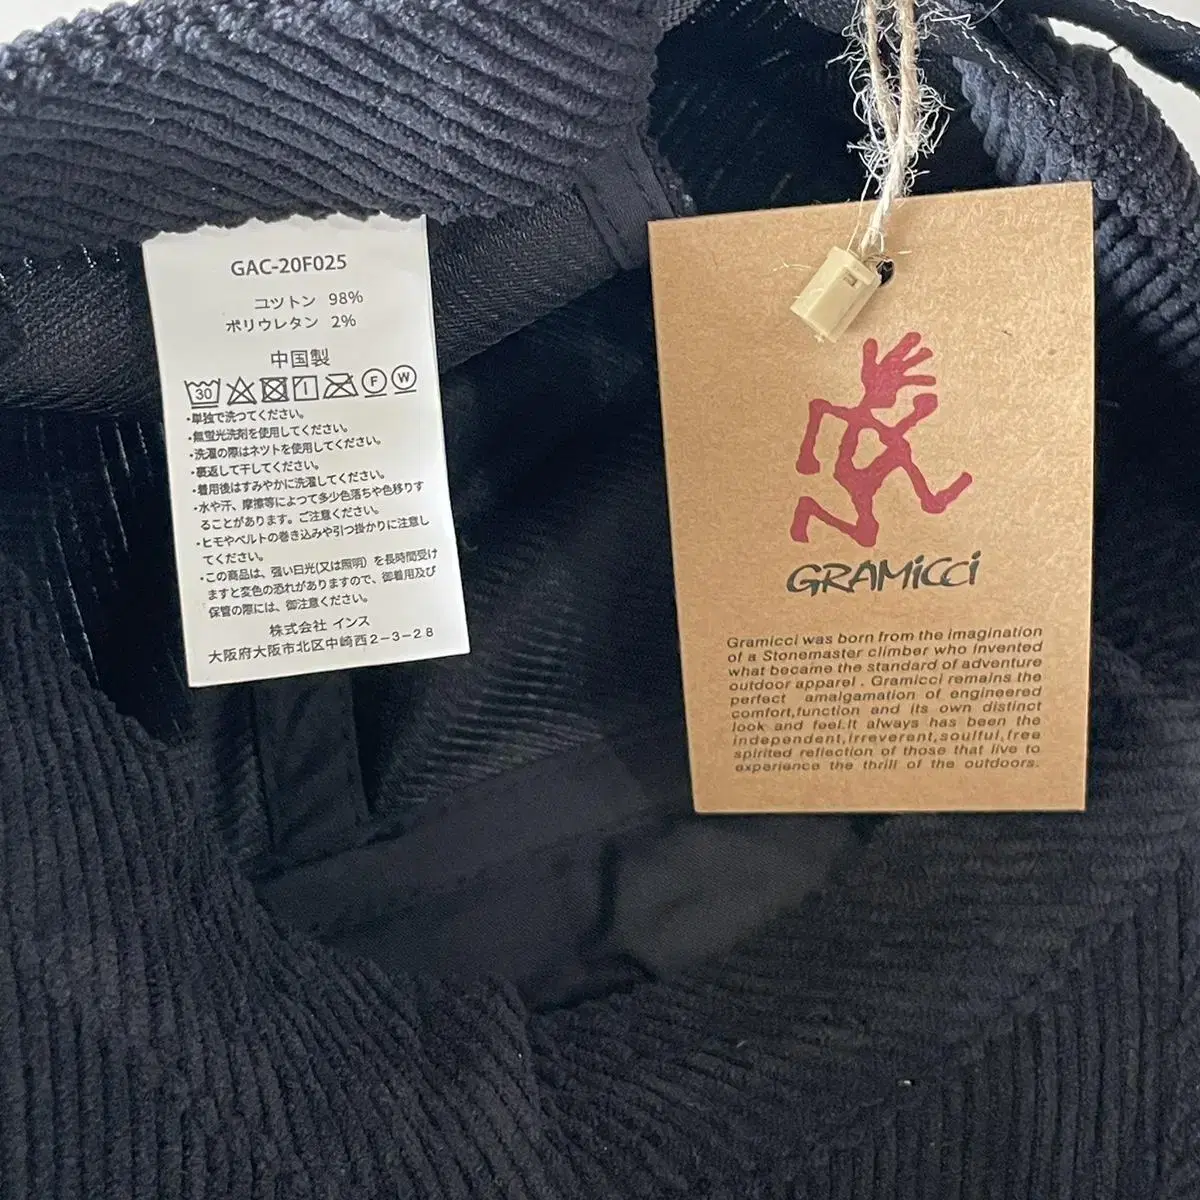 GAC-20F025
コツトン 98%
ポリウレタン 2%
中国製
30
F
W
・単独で洗つてください。
・無蛍光洗剤を使用してください。
・洗濯の際はネツトを使用してください。
・裏返して干してください。
・着用後はすみやかに洗濯してください。
・水や汗、摩擦等によつて多少色落ちや色移りす
ることがあります。ご注意ください。
・ヒモやベルトの巻き込みや引つ掛かりに注意し
てください。
・この商品は、强い日光(又は照明) を長時間受け
ますと変色の恐れがありますので、御着用及び
保管の際には、御注意ください。
株式会社 インス
大阪府大阪市北区中崎西2-3-28
GRAMiCCi
Gramicci was born from the imagination
of a Stonemaster climber who invented
what became the standard of adventure
outdoor apparel . Gramicci remains the
perfect amalgamation of engineered
comfort,function and its own distinct
look and feel.It always has been the
independent,irreverent,soulful,free
spirited reflection of those that live to
experience the thrill of the outdoors.